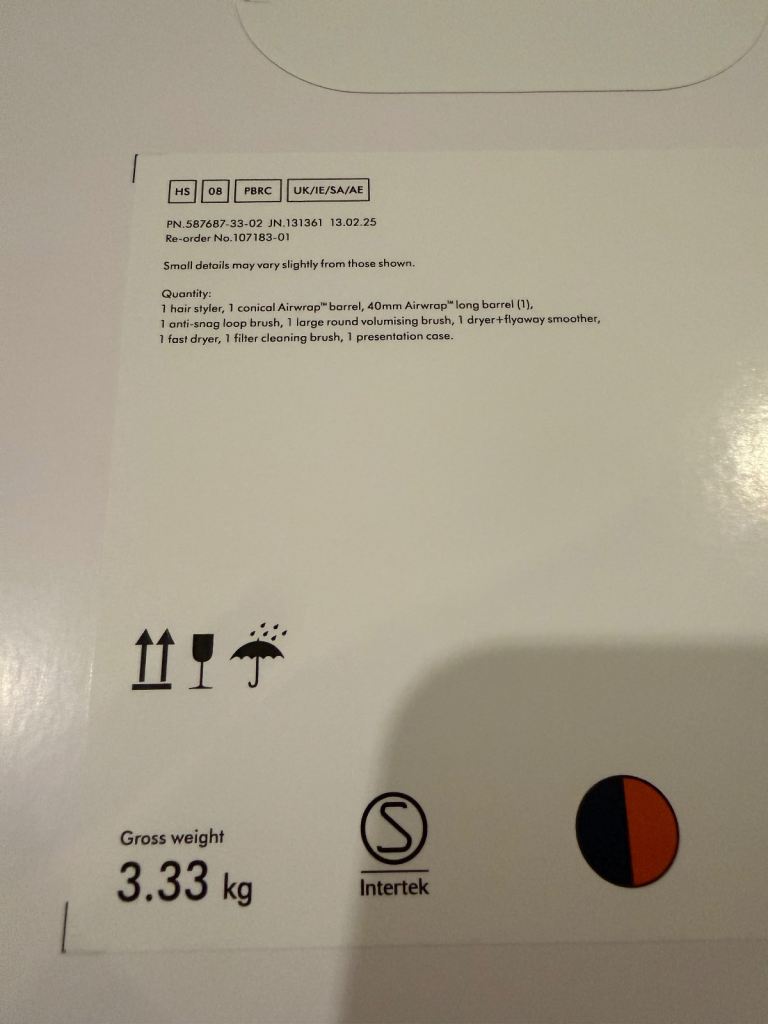 HS 08 PBRC UK/IE/SA/AE
PN.587687-33-02 JN.131361 13.02.25
Re-order No.107183-01
Small details may vary slightly from those shown.
Quantity:
1 hair styler, 1 conical Airwrap™ barrel, 40mm Airwrap™ long barrel (1),
1 anti-snag loop brush, 1 large round volumising brush, 1 dryer+flyaway smoother,
1 fast dryer, 1 filter cleaning brush, 1 presentation case.
Gross weight
3.33 kg
S
Intertek